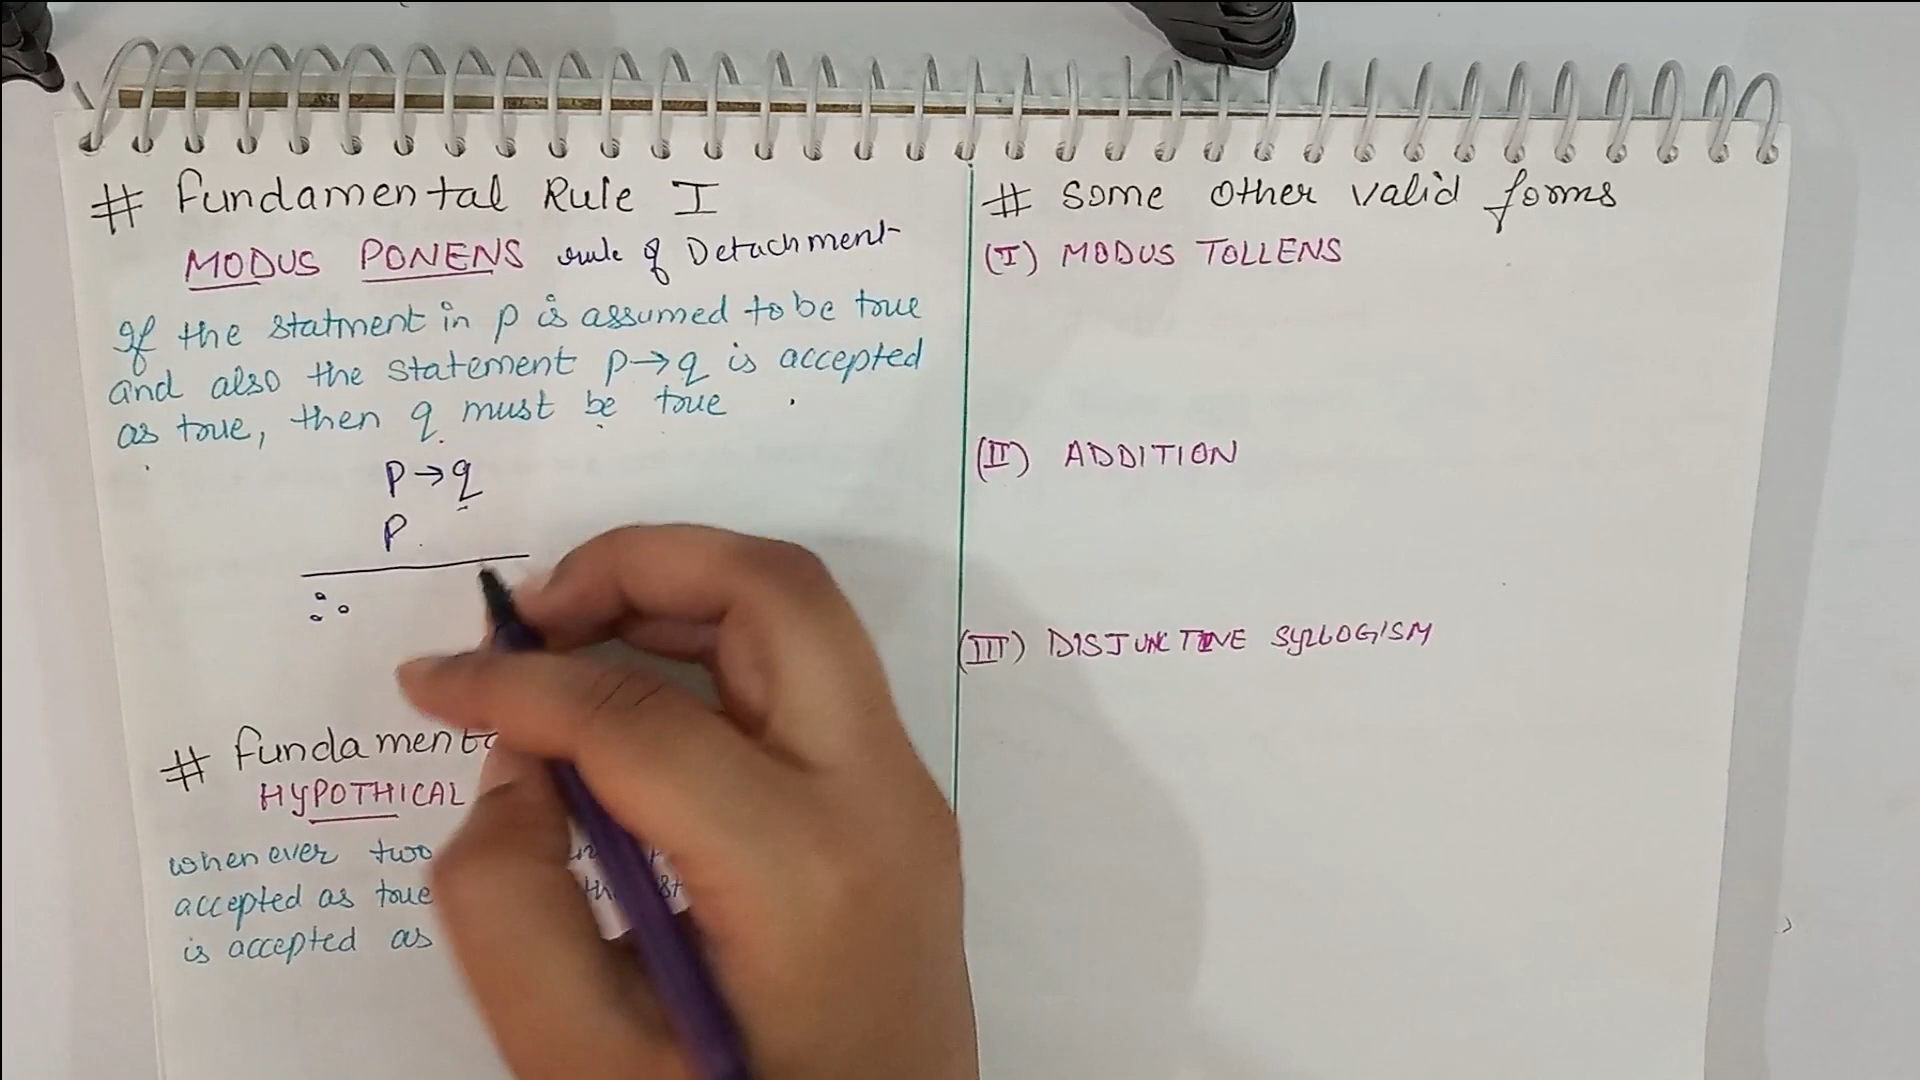 # Fundamental Rule I
MODUS PONENS rule of Detachment
If the statment in p is assumed to be true
and also the statement p→q is accepted
as true, then q must be true
P→q
P
∴
# fundamen
HYPOTHICAL
whenever two
accepted as true
is accepted as
# Some Other valid forms
(I) MODUS TOLLENS
(II) ADDITION
(III) DISJUNCTIVE SYLLOGISM